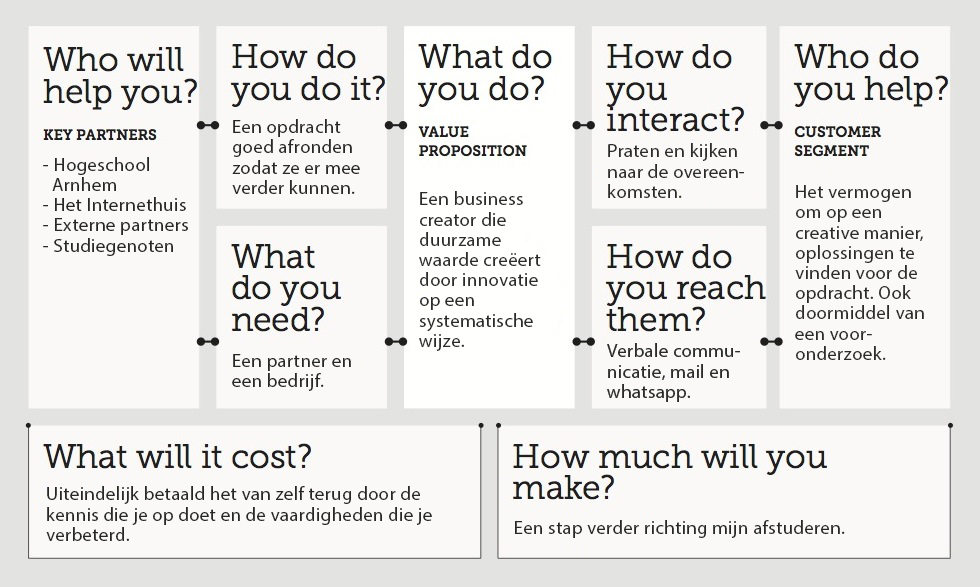 Who will
help you?
KEY PARTNERS
- Hogeschool
Arnhem
- Het Internethuis
- Externe partners
- Studiegenoten
How do
you do it?
Een opdracht
goed afronden
zodat ze er mee
verder kunnen.
What
do you
need?
Een partner en
een bedrijf.
What do
you do?
VALUE
PROPOSITION
Een business
creator die
duurzame
waarde creëert
door innovatie
op een
systematische
wijze.
How do
you
interact?
Praten en kijken
naar de overeen-
komsten.
How do
you reach
them?
Verbale commu-
nicatie, mail en
whatsapp.
Who do
you help?
CUSTOMER
SEGMENT
Het vermogen
om op een
creative manier,
oplossingen te
vinden voor de
opdracht. Ook
doormiddel van
een voor-
onderzoek.
What will it cost?
Uiteindelijk betaald het van zelf terug door de
kennis die je op doet en de vaardigheden die je
verbeterd.
How much will you
make?
Een stap verder richting mijn afstuderen.